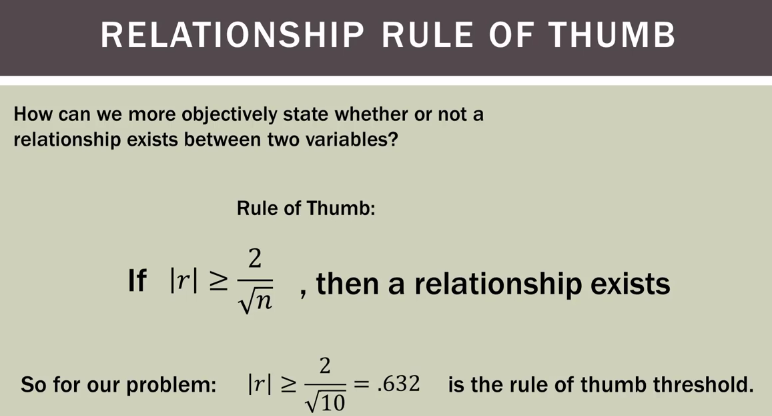 RELATIONSHIP RULE OF THUMB
How can we more objectively state whether or not a
relationship exists between two variables?
Rule of Thumb:
If |r| ≥ 2/√n , then a relationship exists
So for our problem: |r| ≥ 2/√10 = .632 is the rule of thumb threshold.